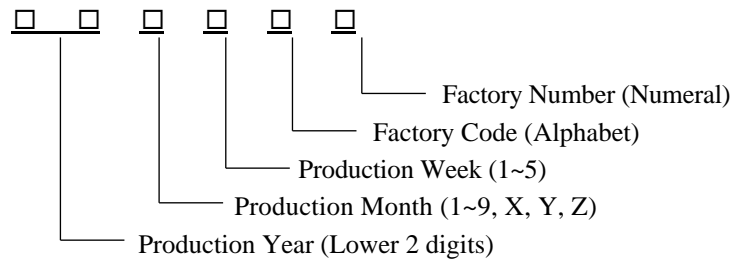 □ □ □ □ □ □
Factory Number (Numeral)
Factory Code (Alphabet)
Production Week (1~5)
Production Month (1~9, X, Y, Z)
Production Year (Lower 2 digits)